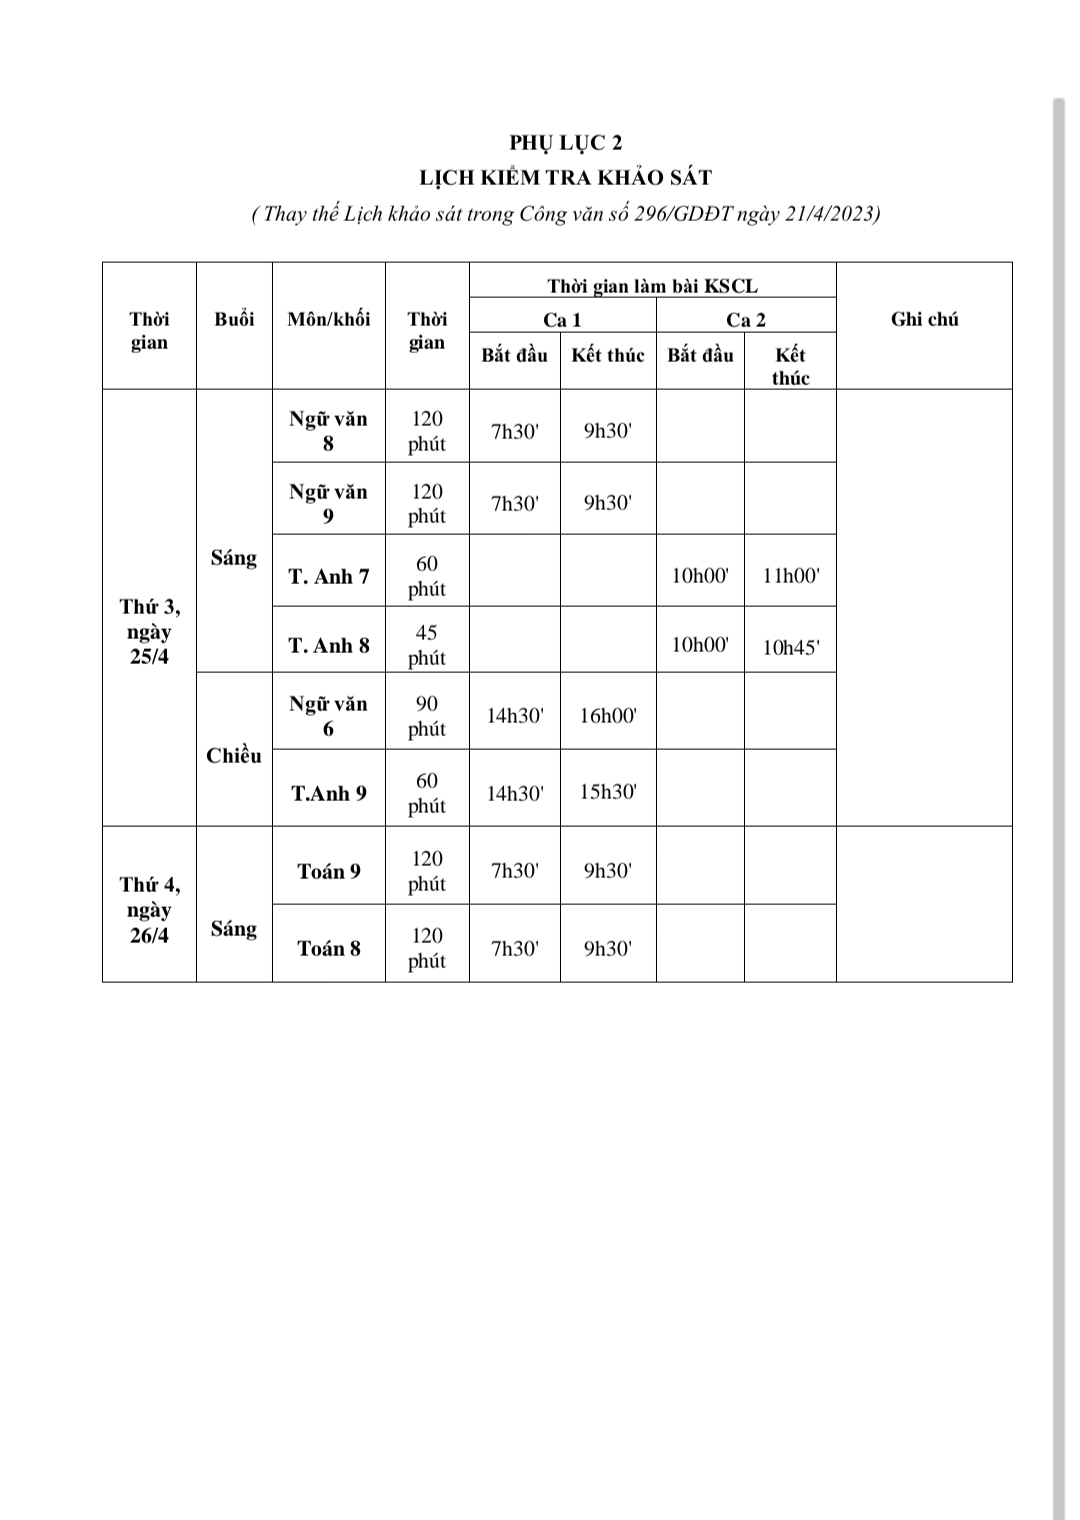 PHỤ LỤC 2
LỊCH KIỂM TRA KHẢO SÁT
( Thay thế Lịch khảo sát trong Công văn số 296/GDĐT ngày 21/4/2023)
Thời gian làm bài KSCL
Thời
gian
Buổi
Môn/khối
Thời
gian
Ca 1
Ca 2
Ghi chú
Bắt đầu
Kết thúc
Bắt đầu
Kết
thúc
Thứ 3,
ngày
25/4
Sáng
Ngữ văn
8
120
phút
7h30'
9h30'
Ngữ văn
9
120
phút
7h30'
9h30'
T. Anh 7
60
phút
10h00'
11h00'
T. Anh 8
45
phút
10h00'
10h45'
Chiều
Ngữ văn
6
90
phút
14h30'
16h00'
T.Anh 9
60
phút
14h30'
15h30'
Thứ 4,
ngày
26/4
Sáng
Toán 9
120
phút
7h30'
9h30'
Toán 8
120
phút
7h30'
9h30'